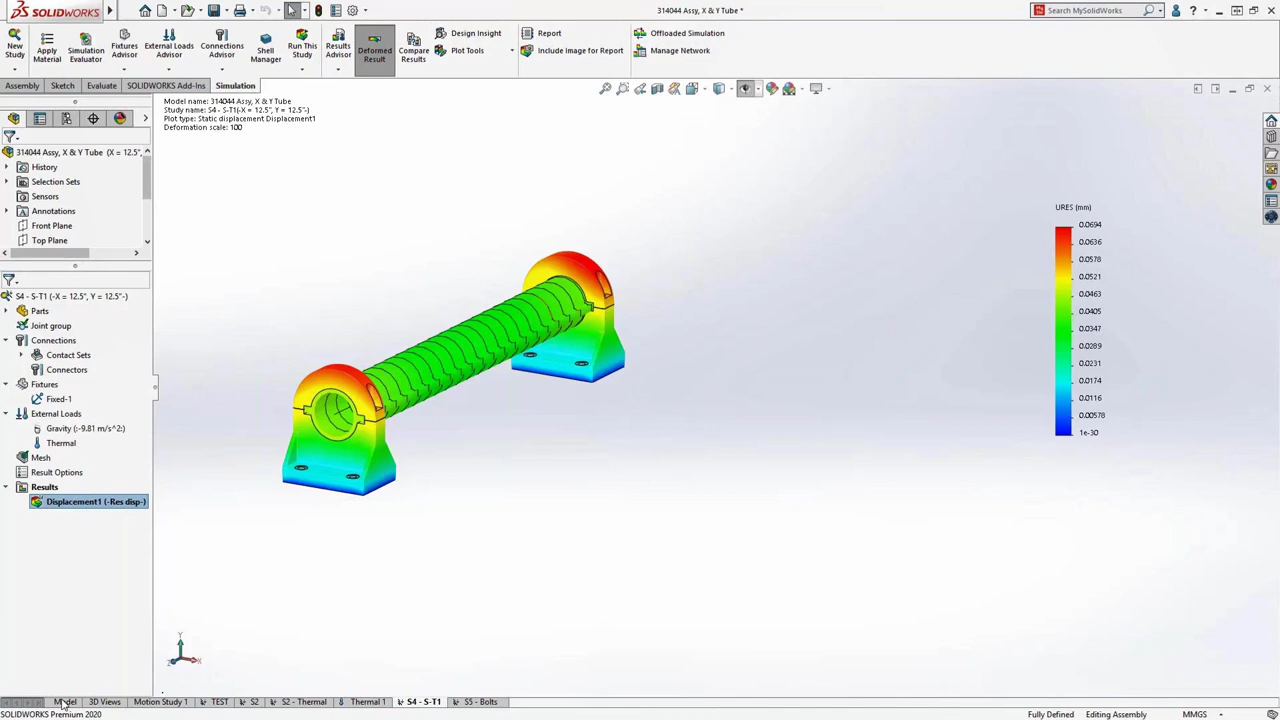 SOLIDWORKS
314044 Assy, X & Y Tube *
Search MySolidWorks
New Study
Apply Material
Simulation Evaluator
Fixtures Advisor
External Loads Advisor
Connections Advisor
Shell Manager
Run This Study
Results Advisor
Deformed Result
Compare Results
Design Insight
Plot Tools
Report
Include Image for Report
Offloaded Simulation
Manage Network
Assembly
Sketch
Evaluate
SOLIDWORKS Add-Ins
Simulation
Model name: 314044 Assy, X & Y Tube
Study name: S4 - S-T1(-X = 12.5", Y = 12.5"-)
Plot type: Static displacement Displacement1
Deformation scale: 100
314044 Assy, X & Y Tube (X = 12.5",
History
Selection Sets
Sensors
Annotations
Front Plane
Top Plane
S4 - S-T1 (-X = 12.5", Y = 12.5"-)
Parts
Joint group
Connections
Contact Sets
Connectors
Fixtures
Fixed-1
External Loads
Gravity (:-9.81 m/s^2:)
Thermal
Mesh
Result Options
Results
Displacement1 (-Res disp-)
URES (mm)
0.0694
0.0636
0.0578
0.0521
0.0463
0.0405
0.0347
0.0289
0.0231
0.0174
0.0116
0.00578
1e-30
Y
X
Z
Model
3D Views
Motion Study 1
TEST
S2
S2 - Thermal
Thermal 1
S4 - S-T1
S5 - Bolts
SOLIDWORKS Premium 2020
Fully Defined
Editing Assembly
MMGS